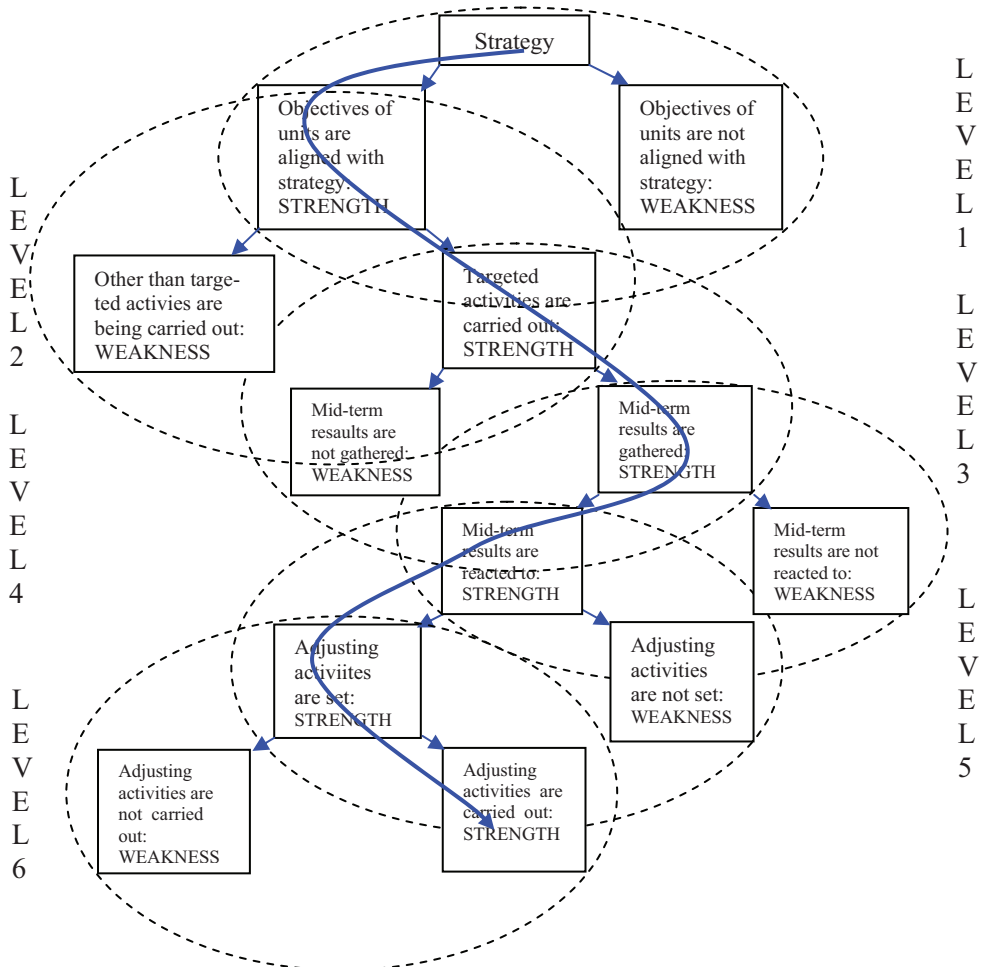 Strategy
Objectives of
units are
aligned with
strategy:
STRENGTH
Objectives of
units are not
aligned with
strategy:
WEAKNESS
L
E
V
E
L
1
L
E
V
E
L
2
Other than targe-
ted activies are
being carried out:
WEAKNESS
Targeted
activities are
carried out:
STRENGTH
L
E
V
E
L
3
Mid-term
resaults are
not gathered:
WEAKNESS
Mid-term
results are
gathered:
STRENGTH
L
E
V
E
L
4
Mid-term
results are
reacted to:
STRENGTH
Mid-term
results are not
reacted to:
WEAKNESS
L
E
V
E
L
5
Adjusting
activiites
are set:
STRENGTH
Adjusting
activities
are not set:
WEAKNESS
L
E
V
E
L
6
Adjusting
activities are
not carried
out:
WEAKNESS
Adjusting
activities are
carried out:
STRENGTH